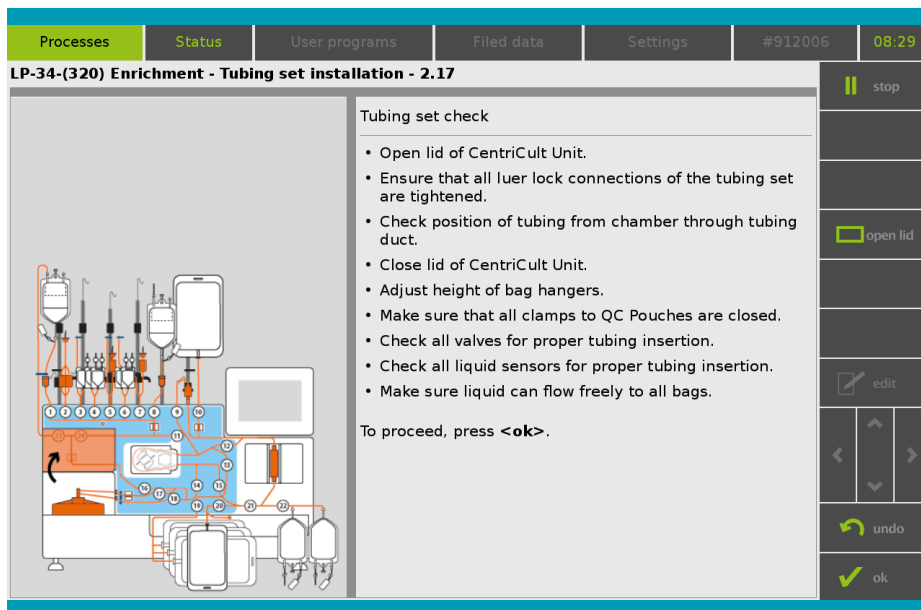 Processes Status User programs Filed data Settings #912006 08:29
LP-34-(320) Enrichment - Tubing set installation - 2.17
stop
Tubing set check
• Open lid of CentriCult Unit.
• Ensure that all luer lock connections of the tubing set
are tightened.
• Check position of tubing from chamber through tubing
duct.
open lid
• Close lid of CentriCult Unit.
• Adjust height of bag hangers.
• Make sure that all clamps to QC Pouches are closed.
• Check all valves for proper tubing insertion.
• Check all liquid sensors for proper tubing insertion.
• Make sure liquid can flow freely to all bags.
edit
To proceed, press <ok>.
1 2 3 4 5 6 7 8 9 10
11
12
13
14 15
16 17 18
19 20 21 22
undo
ok